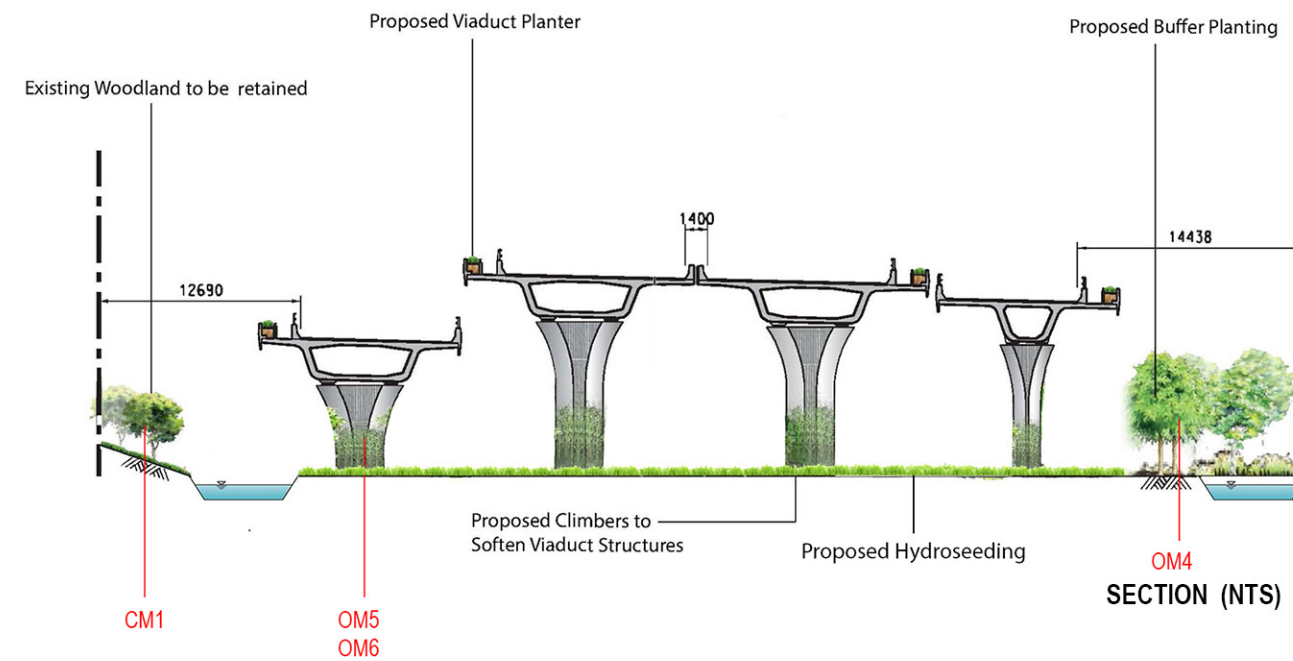 Proposed Viaduct Planter
Proposed Buffer Planting
Existing Woodland to be retained
1400
14438
12690
Proposed Climbers to
Soften Viaduct Structures
Proposed Hydroseeding
OM4
SECTION (NTS)
CM1
OM5
OM6